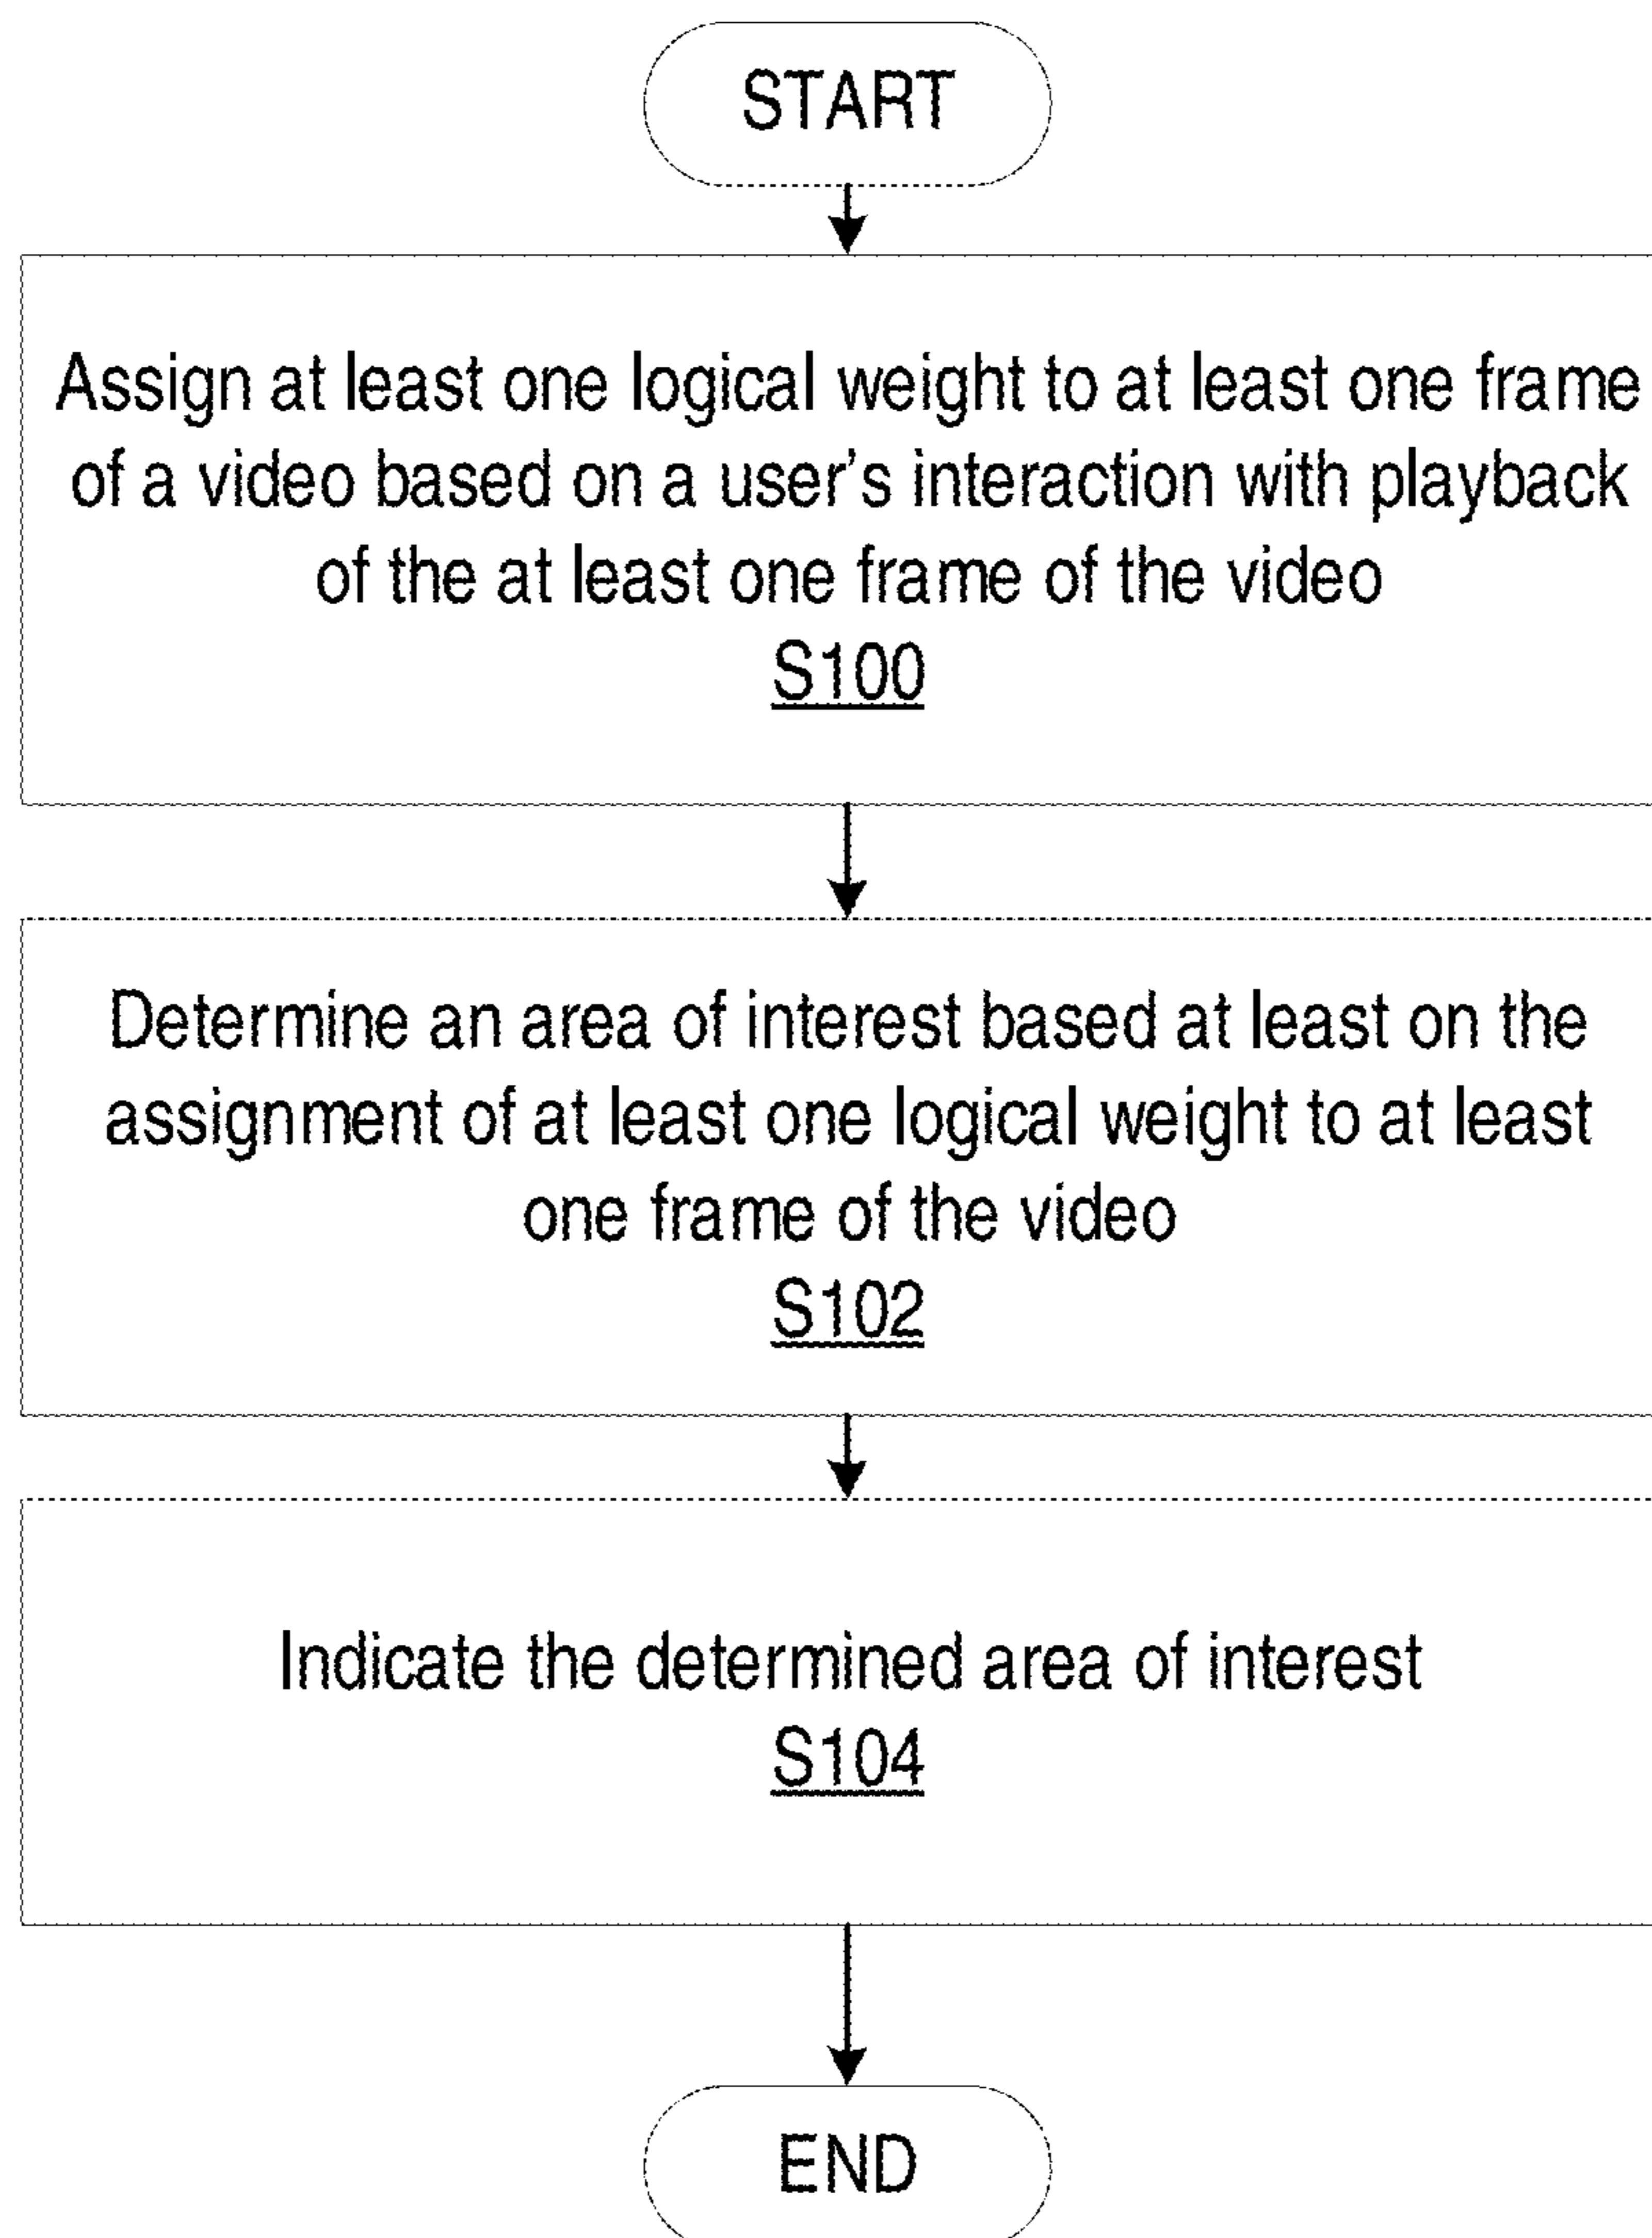 START
Assign at least one logical weight to at least one frame
of a video based on a user's interaction with playback
of the at least one frame of the video
S100
Determine an area of interest based at least on the
assignment of at least one logical weight to at least
one frame of the video
S102
Indicate the determined area of interest
S104
END